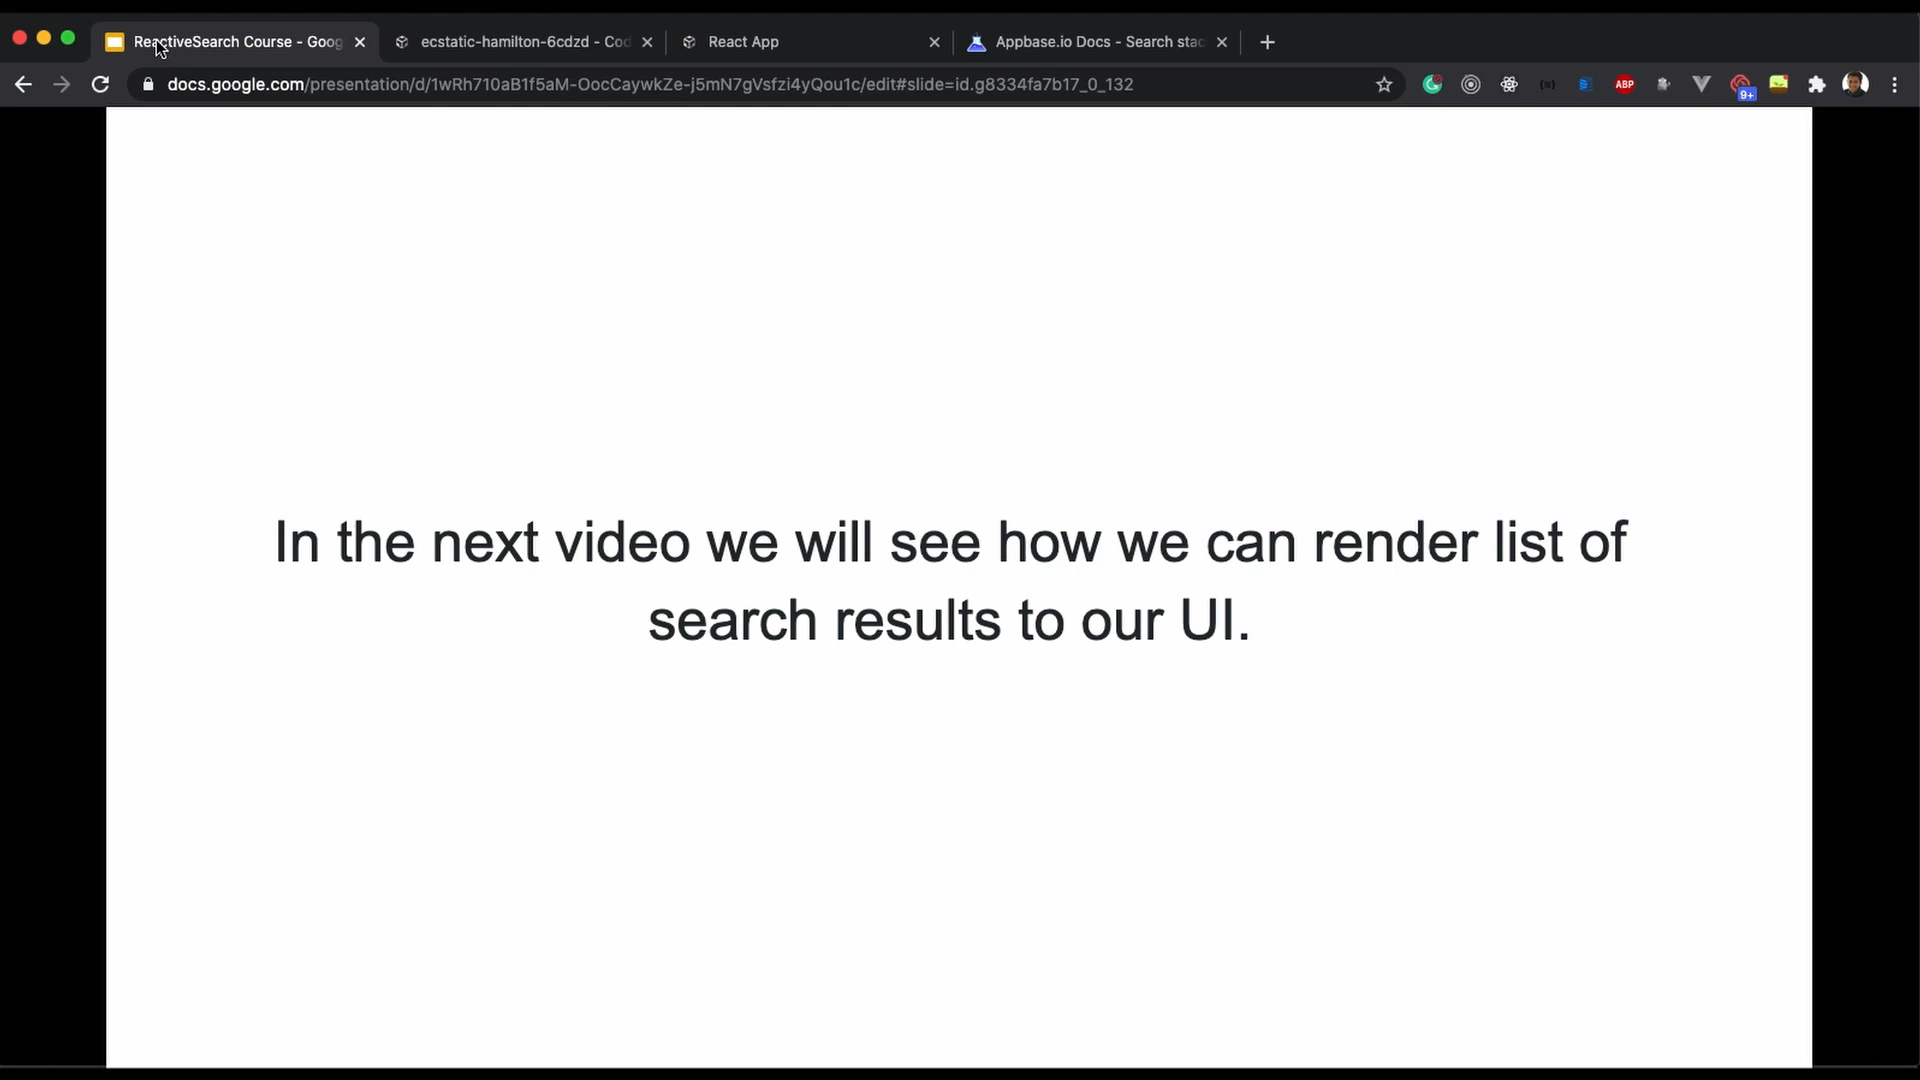 ReactiveSearch Course - Goog
ecstatic-hamilton-6cdzd - Cod
React App
Appbase.io Docs - Search stac
docs.google.com/presentation/d/1wRh710aB1f5aM-OocCaywkZe-j5mN7gVsfzi4yQou1c/edit#slide=id.g8334fa7b17_0_132
ABP
9+
In the next video we will see how we can render list of
search results to our UI.